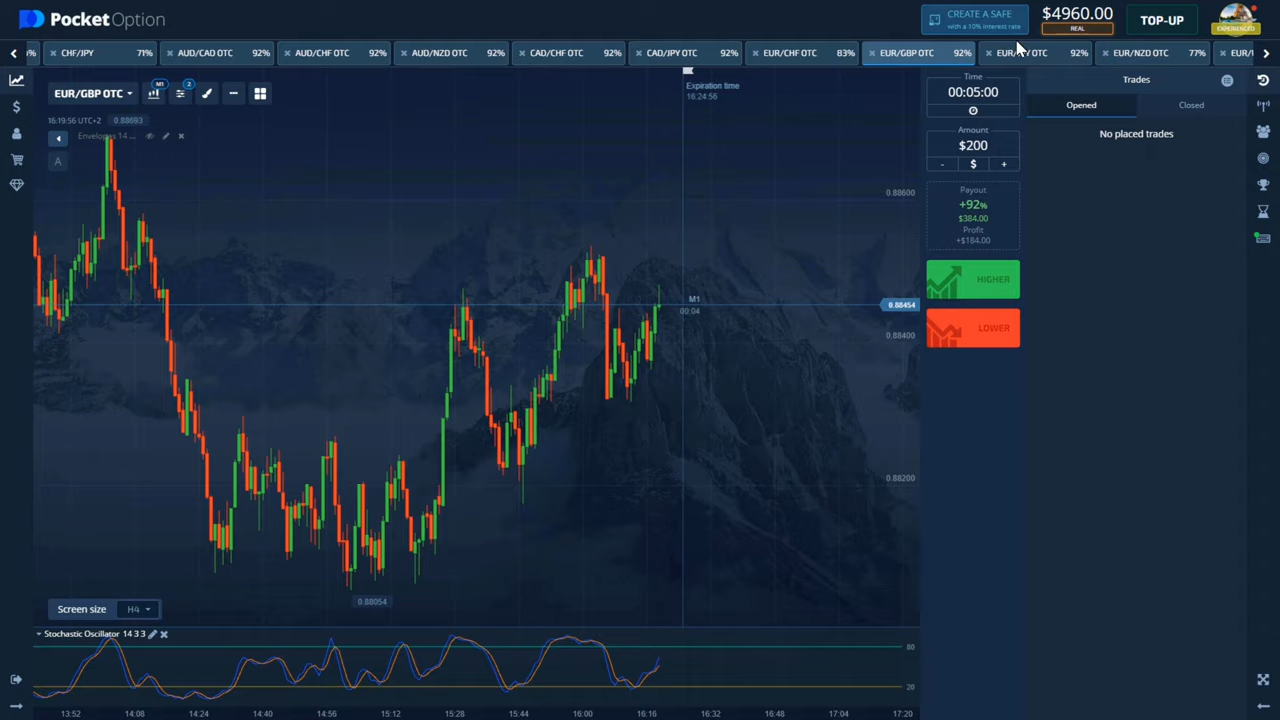 PocketOption
CREATE A SAFE
with a 10% interest rate
$4960.00
REAL
TOP-UP
EXPERIENCED
CHF/JPY 71%
AUD/CAD OTC 92%
AUD/CHF OTC 92%
AUD/NZD OTC 92%
CAD/CHF OTC 92%
CAD/JPY OTC 92%
EUR/CHF OTC 83%
EUR/GBP OTC 92%
OTC 92%
EUR/NZD OTC 77%
EUR/GBP OTC
M1
2
16:19:56 UTC+2
0.88693
Envelopes 14 ...
A
Expiration time
16:24:56
0.88600
M1
00:04
0.88454
0.88400
0.88200
0.88054
Screen size H4
Stochastic Oscillator 14 3 3
80
20
13:52 14:08 14:24 14:40 14:56 15:12 15:28 15:44 16:00 16:16 16:32 16:48 17:04 17:20
Time
00:05:00
Amount
$200
- $ +
Payout
+92%
$384.00
Profit
+$184.00
HIGHER
LOWER
Trades
Opened
Closed
No placed trades